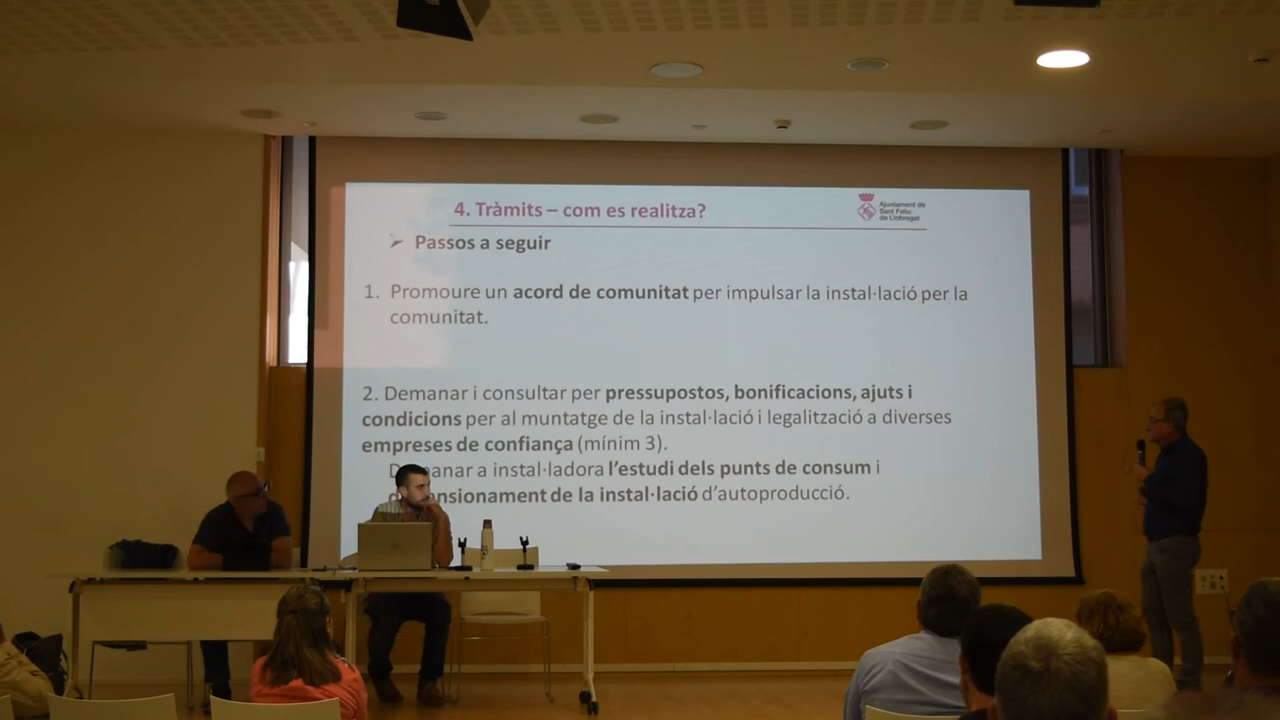 4. Tràmits – com es realitza?
Ajuntament de
Sant Feliu
de Llobregat
➢ Passos a seguir
1. Promoure un acord de comunitat per impulsar la instal·lació per la
comunitat.
2. Demanar i consultar per pressupostos, bonificacions, ajuts i
condicions per al muntatge de la instal·lació i legalització a diverses
empreses de confiança (mínim 3).
Demanar a instal·ladora l’estudi dels punts de consum i
de la instal·lació d’autoproducció.